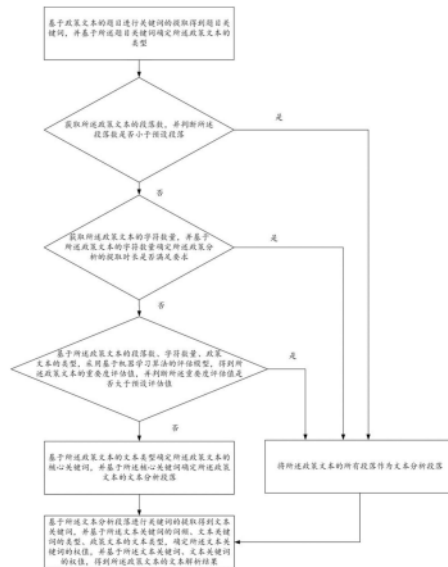 基于政策文本的题目进行关键词的提取得到题目关
键词，并基于所述题目关键词确定所述政策文本的
类型
获取所述政策文本的段落数，并判断所述
段落数是否小于预设段落
是
否
获取所述政策文本的字符数量，并基于
所述政策文本的字符数量确定所述政策分
析的提取时长是否满足要求
是
否
基于所述政策文本的段落数、字符数量、政策
文本的类型，采用基于机器学习算法的评估模型，得到所
述政策文本的重要度评估值，并判断所述重要度评估值是
否大于预设评估值
是
否
基于所述政策文本的文本类型确定所述政策文本的
核心关键词，并基于所述核心关键词确定所述政策
文本的文本分析段落
将所述政策文本的所有段落作为文本分析段落
基于所述文本分析段落进行关键词的提取得到文本
关键词，并基于所述文本关键词的词频、文本关键
词的类型、政策文本的文本类型，确定所述文本关
键词的权值，并基于所述文本关键词、文本关键词
的权值，得到所述政策文本的文本解析结果